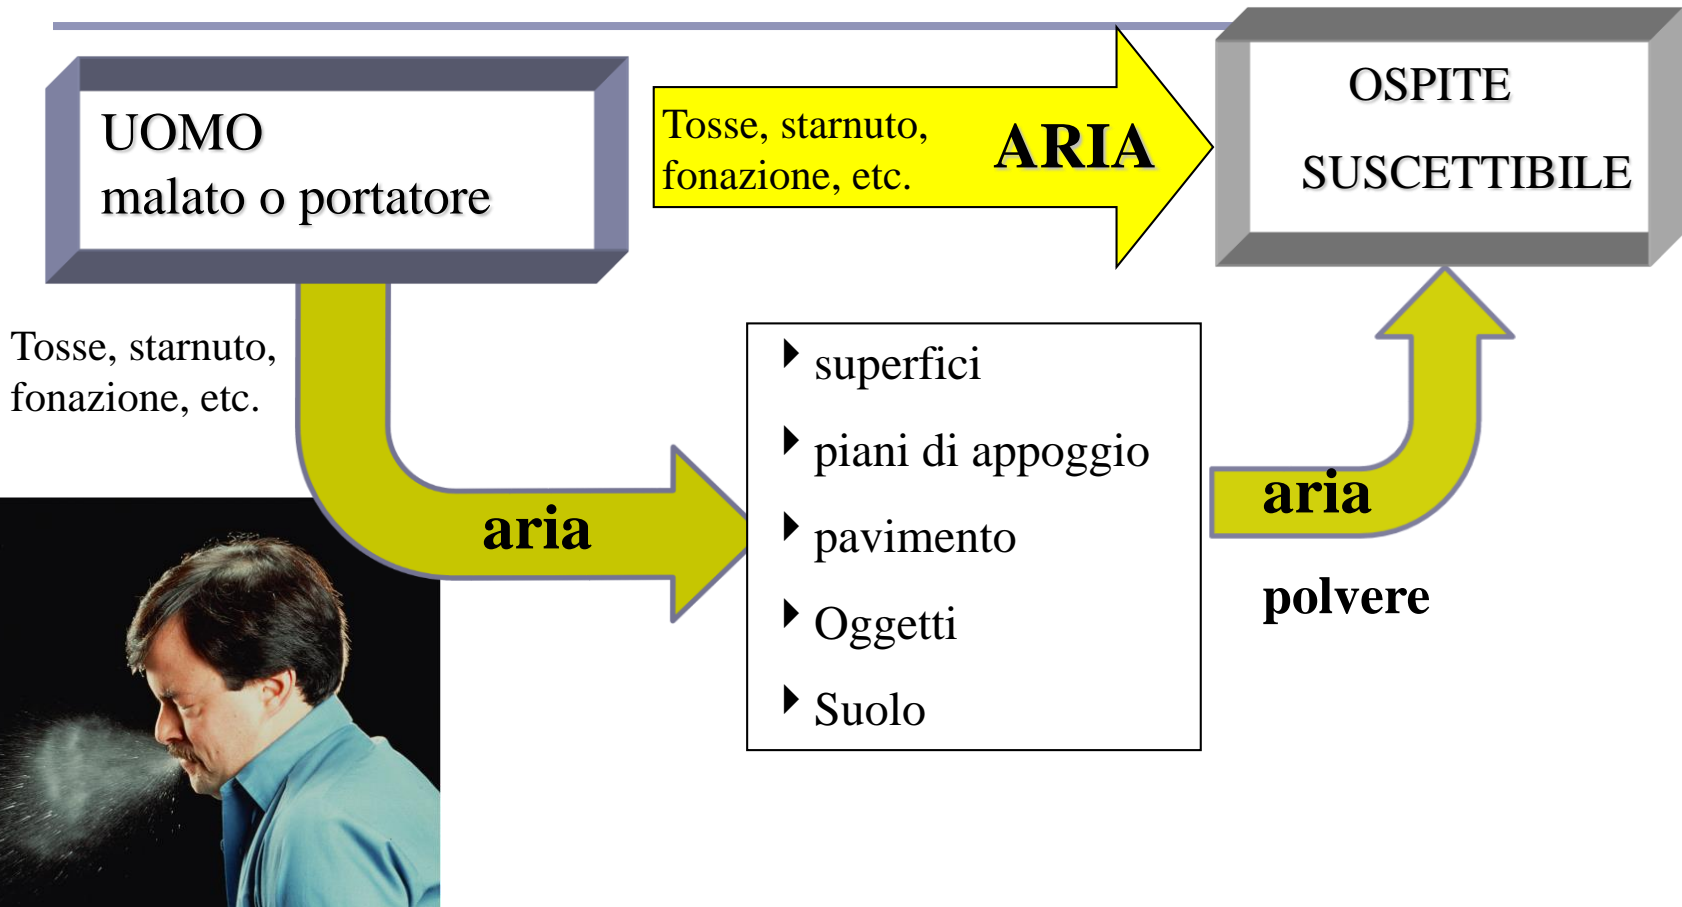 UOMO
malato o portatore
Tosse, starnuto,
fonazione, etc.
ARIA
OSPITE
SUSCETTIBILE
Tosse, starnuto,
fonazione, etc.
aria
superfici
piani di appoggio
pavimento
Oggetti
Suolo
aria
polvere